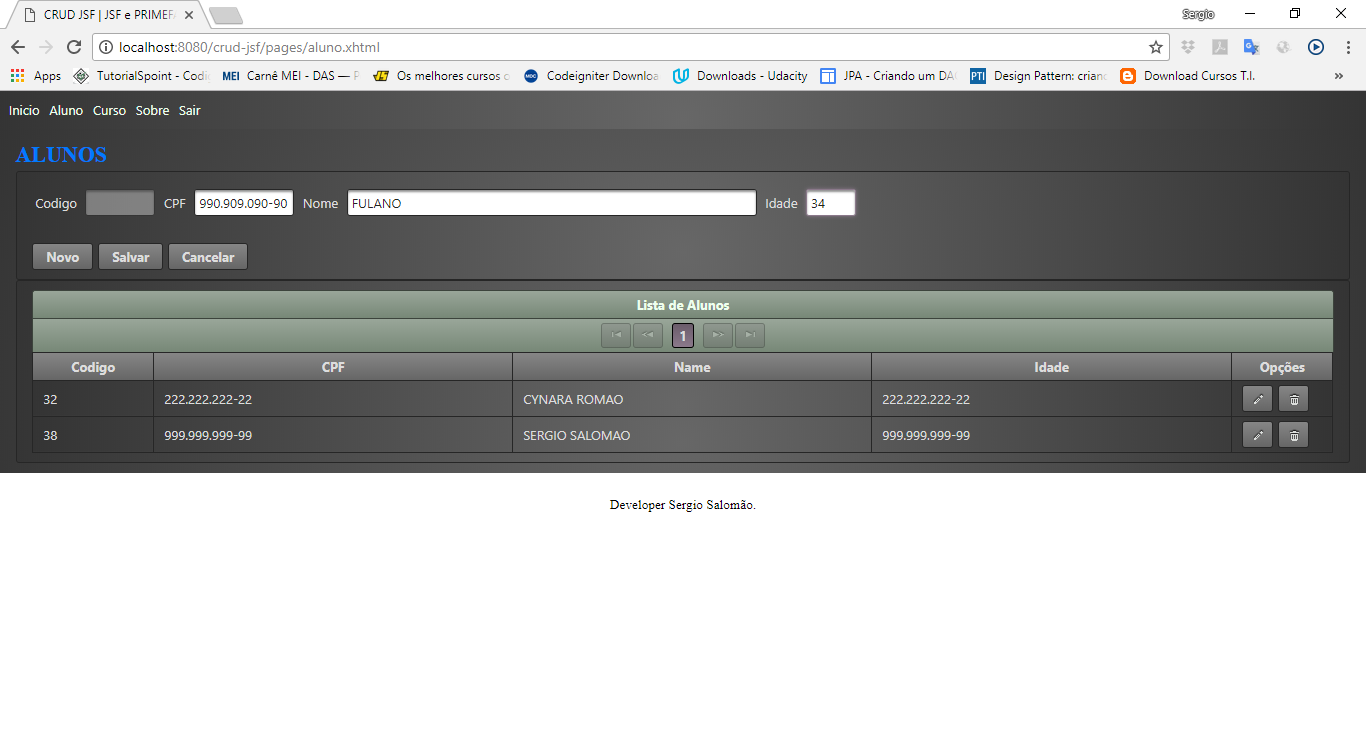 CRUD JSF | JSF e PRIMEF
Sergio
localhost:8080/crud-jsf/pages/aluno.xhtml
Apps TutorialSpoint - Codi MEI Carnê MEI - DAS — P Os melhores cursos MDC Codeigniter Downloa Downloads - Udacity JPA - Criando um DA PTI Design Pattern: crian Download Cursos T.I. »
Inicio Aluno Curso Sobre Sair
ALUNOS
Codigo CPF 990.909.090-90 Nome FULANO Idade 34
Novo Salvar Cancelar
Lista de Alunos
1
Codigo CPF Name Idade Opções
32 222.222.222-22 CYNARA ROMAO 222.222.222-22
38 999.999.999-99 SERGIO SALOMAO 999.999.999-99
Developer Sergio Salomão.